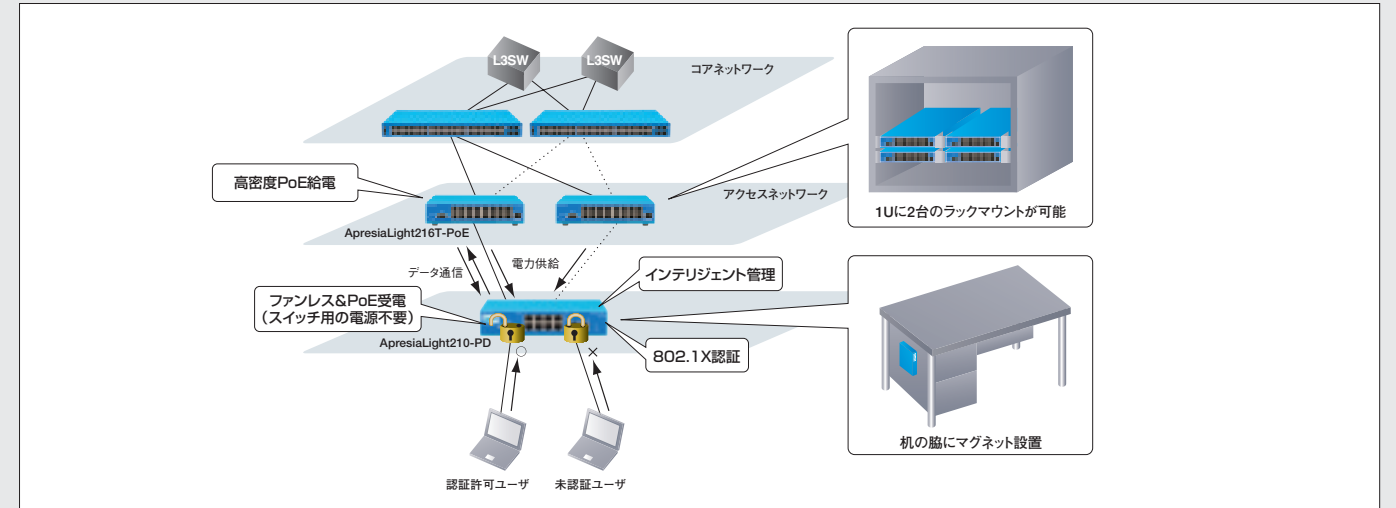 L3SW
L3SW
コアネットワーク
高密度PoE給電
アクセスネットワーク
1Uに2台のラックマウントが可能
ApresiaLight216T-PoE
データ通信
電力供給
インテリジェント管理
ファンレス&PoE受電
（スイッチ用の電源不要）
ApresiaLight210-PD
○
×
802.1X認証
机の脇にマグネット設置
認証許可ユーザ
未認証ユーザ